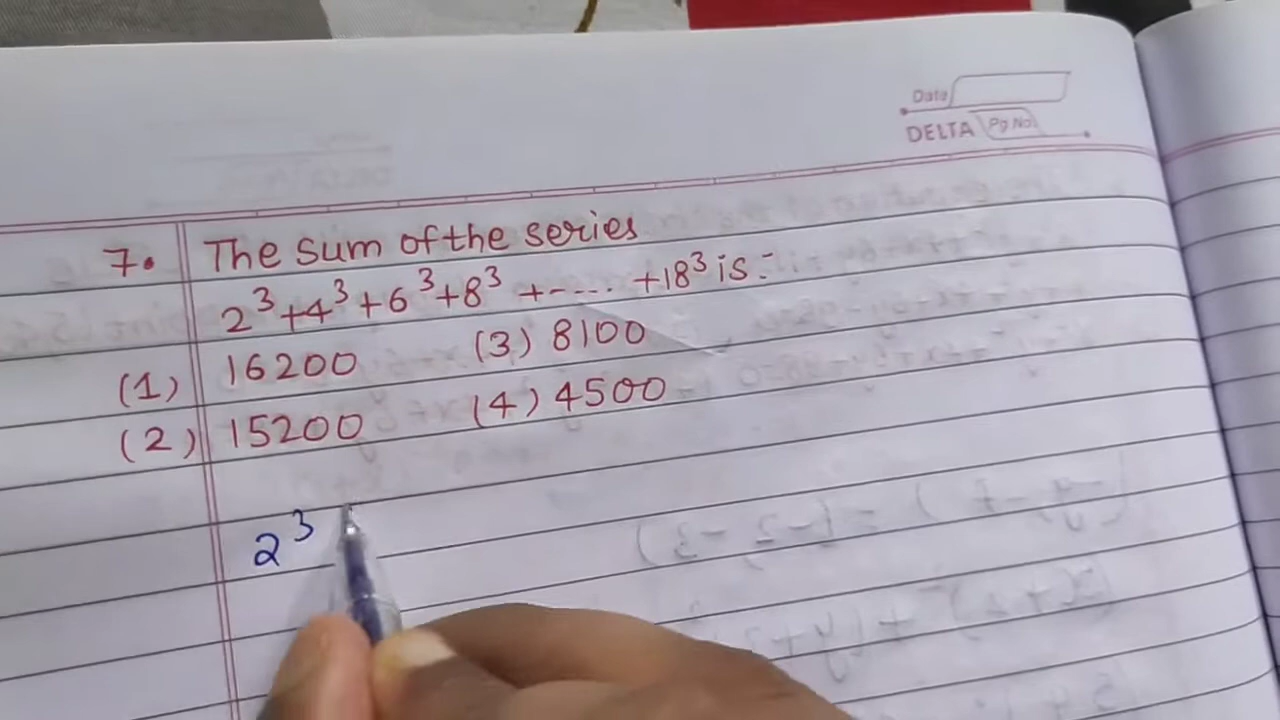 Date
DELTA Pg.No.
7. The sum of the series
2³+4³+6³+8³ +-.... +18³ is:-
(1) 16200 (3) 8100
(2) 15200 (4) 4500
2³